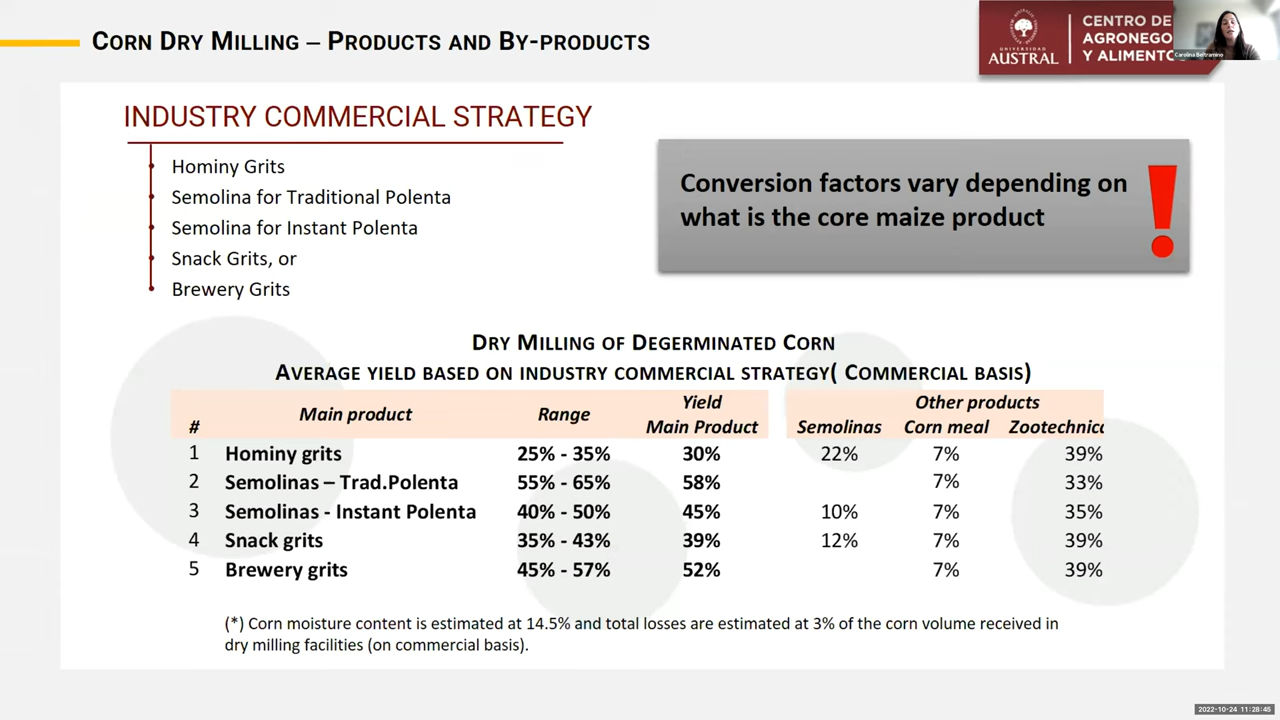 CORN DRY MILLING – PRODUCTS AND BY-PRODUCTS
UNIVERSIDAD
AUSTRAL
CENTRO DE
AGRONEGO
Y ALIMENTO
Carolina Beltramino
INDUSTRY COMMERCIAL STRATEGY
Hominy Grits
Semolina for Traditional Polenta
Semolina for Instant Polenta
Snack Grits, or
Brewery Grits
Conversion factors vary depending on
what is the core maize product
!
DRY MILLING OF DEGERMINATED CORN
AVERAGE YIELD BASED ON INDUSTRY COMMERCIAL STRATEGY( COMMERCIAL BASIS)
# Main product Range Yield Main Product Other products Semolinas Corn meal Zootechnica
1 Hominy grits 25% - 35% 30% 22% 7% 39%
2 Semolinas – Trad.Polenta 55% - 65% 58% 7% 33%
3 Semolinas - Instant Polenta 40% - 50% 45% 10% 7% 35%
4 Snack grits 35% - 43% 39% 12% 7% 39%
5 Brewery grits 45% - 57% 52% 7% 39%
(*) Corn moisture content is estimated at 14.5% and total losses are estimated at 3% of the corn volume received in
dry milling facilities (on commercial basis).
2022-10-24 11:28:45